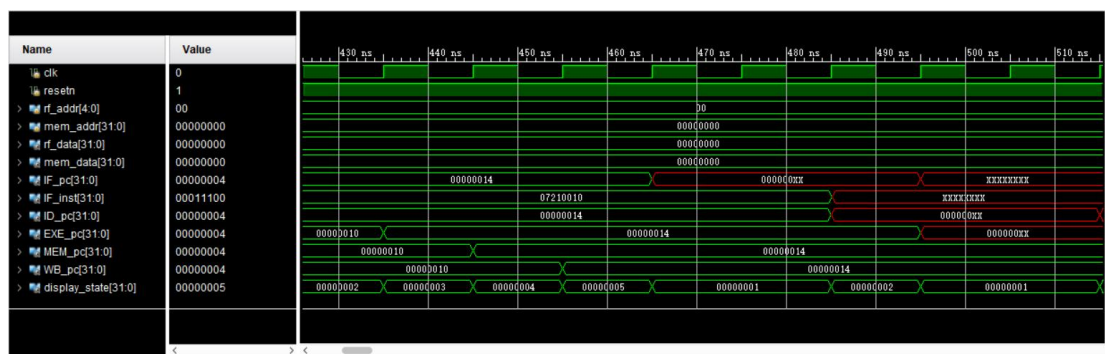 Name Value
430 ns 440 ns 450 ns 460 ns 470 ns 480 ns 490 ns 500 ns 510 ns
clk 0
resetn 1
rf_addr[4:0] 00 00
mem_addr[31:0] 00000000 00000000
rf_data[31:0] 00000000 00000000
mem_data[31:0] 00000000 00000000
IF_pc[31:0] 00000004 00000014 000000XX XXXXXXXX
IF_inst[31:0] 00011100 07210010 XXXXXXXX
ID_pc[31:0] 00000004 00000014 000000XX
EXE_pc[31:0] 00000004 00000010 00000014 000000XX
MEM_pc[31:0] 00000004 00000010 00000014
WB_pc[31:0] 00000004 00000010 00000014
display_state[31:0] 00000005 00000002 00000003 00000004 00000005 00000001 00000002 00000001